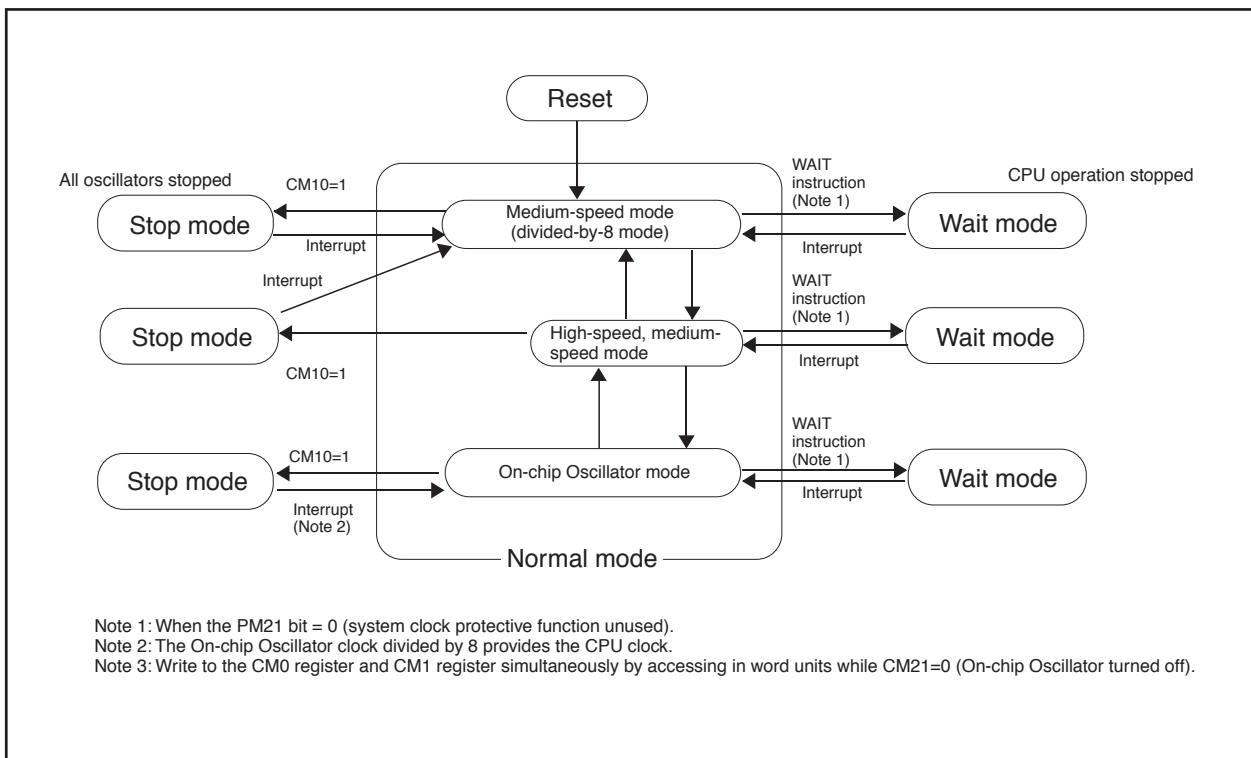 Reset
All oscillators stopped
CM10=1
WAIT
instruction
(Note 1)
CPU operation stopped
Stop mode
Medium-speed mode
(divided-by-8 mode)
Wait mode
Interrupt
Interrupt
Interrupt
WAIT
instruction
(Note 1)
Stop mode
High-speed, medium-
speed mode
Wait mode
Interrupt
CM10=1
WAIT
instruction
(Note 1)
CM10=1
Stop mode
On-chip Oscillator mode
Wait mode
Interrupt
Interrupt
(Note 2)
Normal mode
Note 1: When the PM21 bit = 0 (system clock protective function unused).
Note 2: The On-chip Oscillator clock divided by 8 provides the CPU clock.
Note 3: Write to the CM0 register and CM1 register simultaneously by accessing in word units while CM21=0 (On-chip Oscillator turned off).